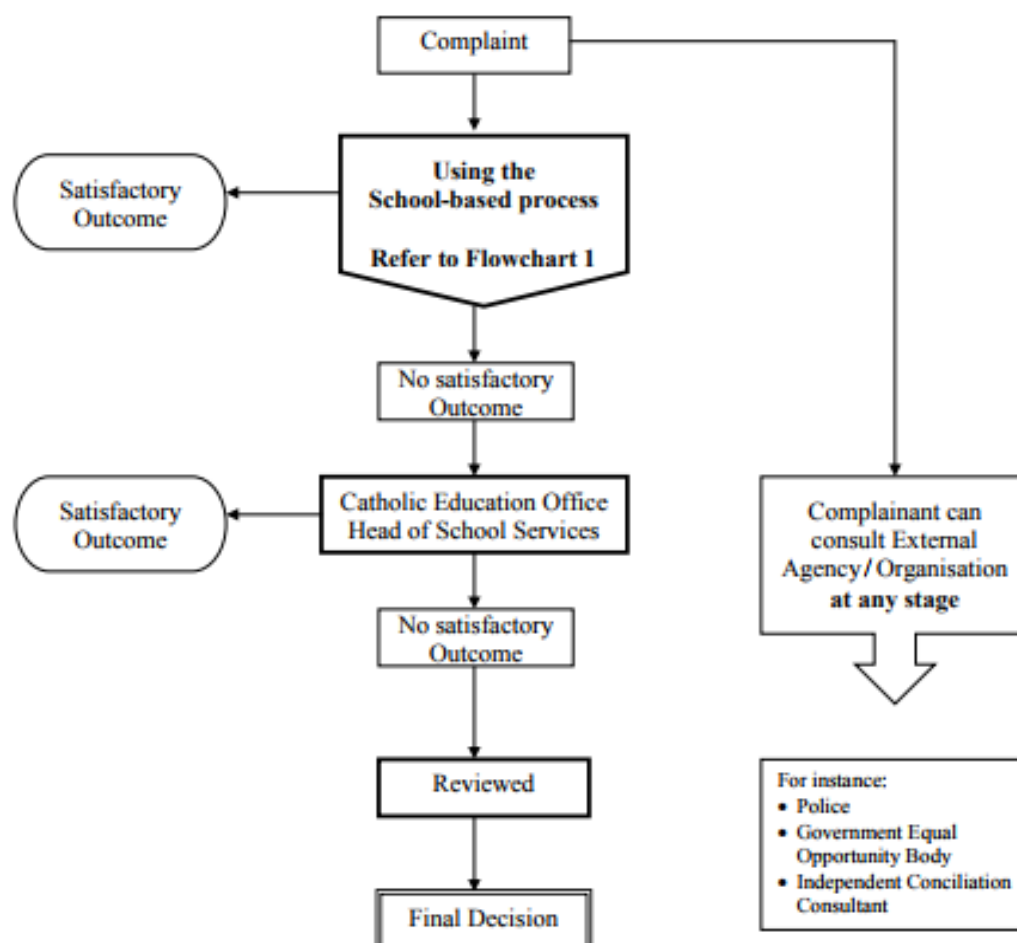 Complaint
Using the
School-based process
Refer to Flowchart 1
Satisfactory
Outcome
No satisfactory
Outcome
Catholic Education Office
Head of School Services
Satisfactory
Outcome
No satisfactory
Outcome
Reviewed
Final Decision
Complainant can
consult External
Agency/Organisation
at any stage
For instance:
• Police
• Government Equal
Opportunity Body
• Independent Conciliation
Consultant